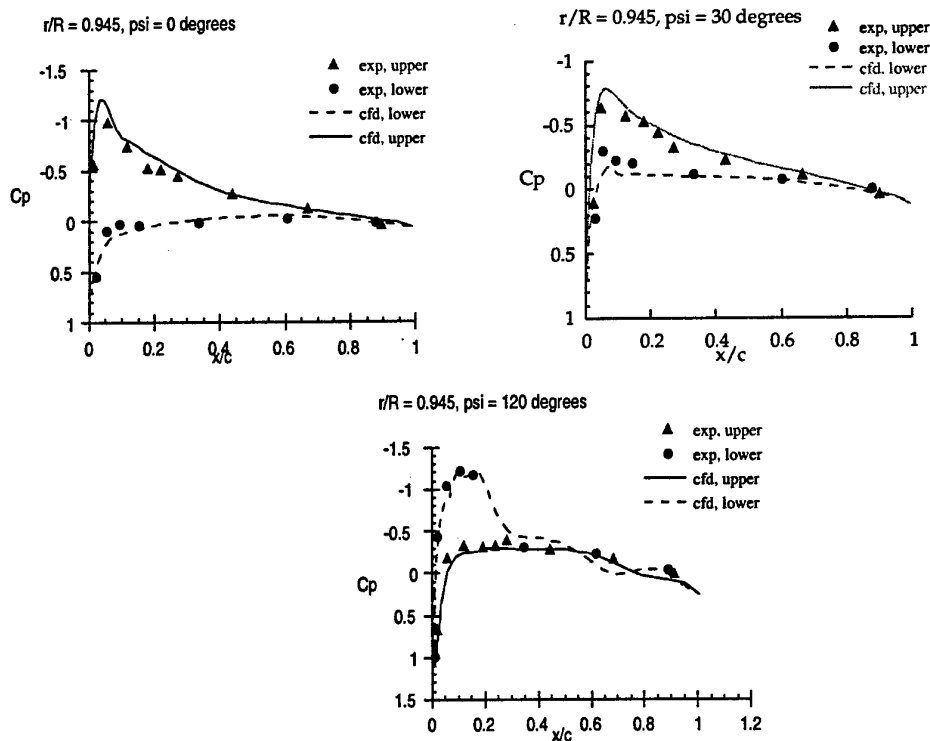 r/R = 0.945, psi = 0 degrees
exp, upper
exp, lower
cfd, lower
cfd, upper
-1.5
-1
-0.5
0
0.5
1
Cp
0
0.2
0.4
0.6
0.8
1
x/c
r/R = 0.945, psi = 30 degrees
exp, upper
exp, lower
cfd, lower
cfd, upper
-1
-0.5
0
0.5
1
Cp
0
0.2
0.4
0.6
0.8
1
x/c
r/R = 0.945, psi = 120 degrees
exp, upper
exp, lower
cfd, upper
cfd, lower
-1.5
-1
-0.5
0
0.5
1
1.5
Cp
0
0.2
0.4
0.6
0.8
1
1.2
x/c